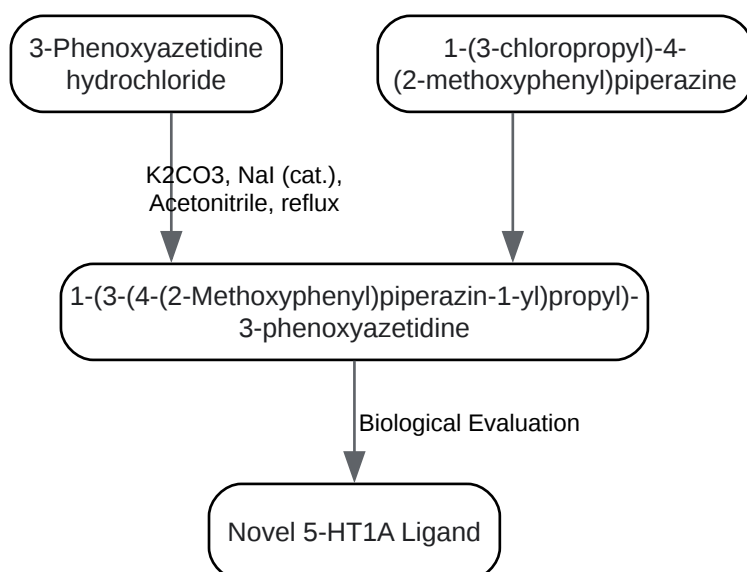 3-Phenoxyazetidine
hydrochloride
1-(3-chloropropyl)-4-
(2-methoxyphenyl)piperazine
K2CO3, NaI (cat.),
Acetonitrile, reflux
1-(3-(4-(2-Methoxyphenyl)piperazin-1-yl)propyl)-
3-phenoxyazetidine
Biological Evaluation
Novel 5-HT1A Ligand